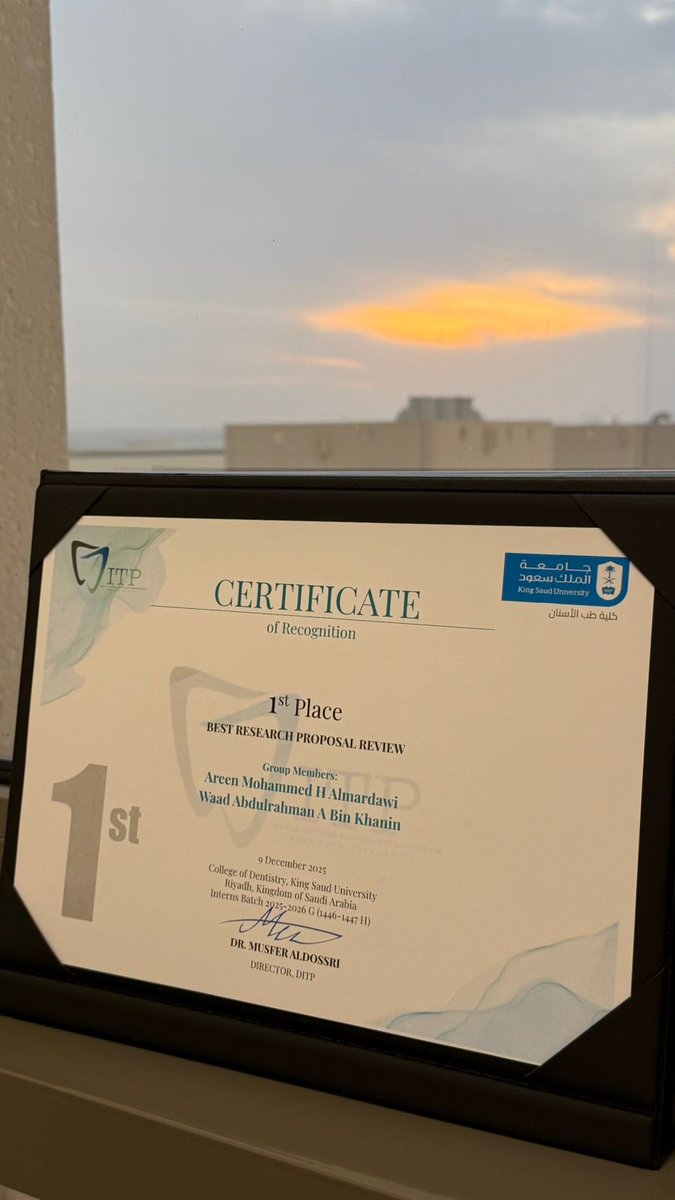 DITP
جامعة
الملك سعود
King Saud University
كلية طب الأسنان
CERTIFICATE
of Recognition
1st Place
BEST RESEARCH PROPOSAL REVIEW
Group Members:
Areen Mohammed H Almardawi
Waad Abdulrahman A Bin Khanin
1st
9 December 2025
College of Dentistry, King Saud University
Riyadh, Kingdom of Saudi Arabia
Interns Batch 2025-2026 G (1446-1447 H)
DR. MUSFER ALDOSSRI
DIRECTOR, DITP